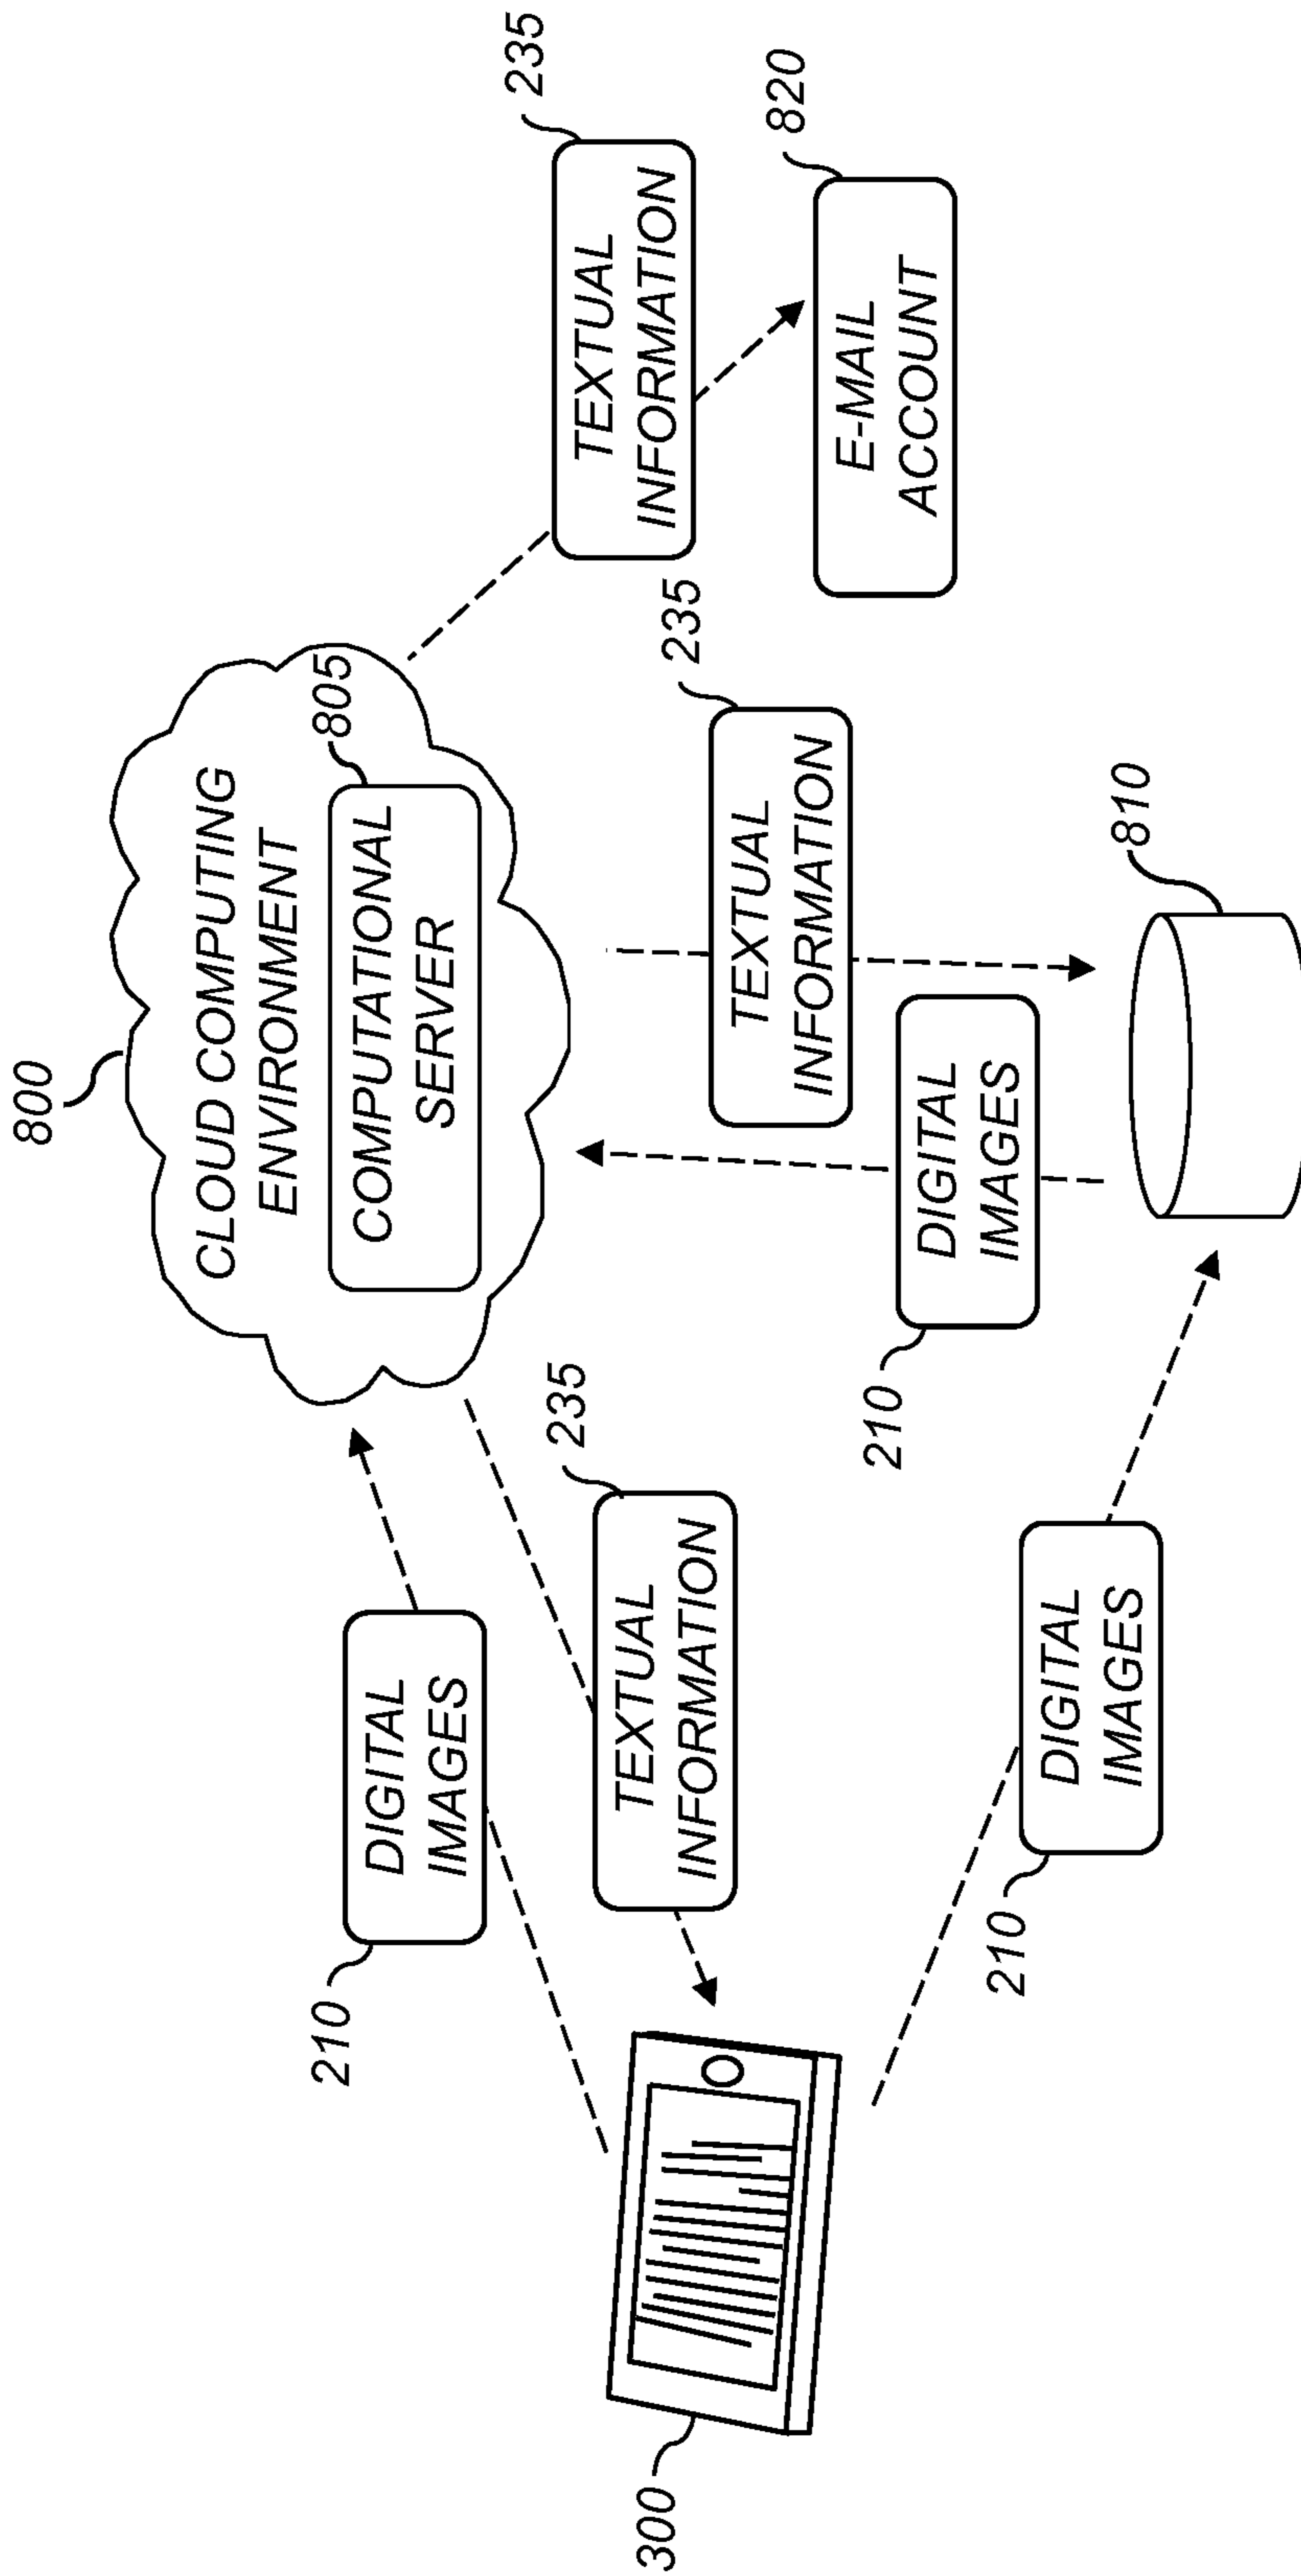 800
CLOUD COMPUTING
ENVIRONMENT
805
COMPUTATIONAL
SERVER
210
DIGITAL
IMAGES
235
TEXTUAL
INFORMATION
235
TEXTUAL
INFORMATION
820
E-MAIL
ACCOUNT
235
TEXTUAL
INFORMATION
210
DIGITAL
IMAGES
300
210
DIGITAL
IMAGES
810